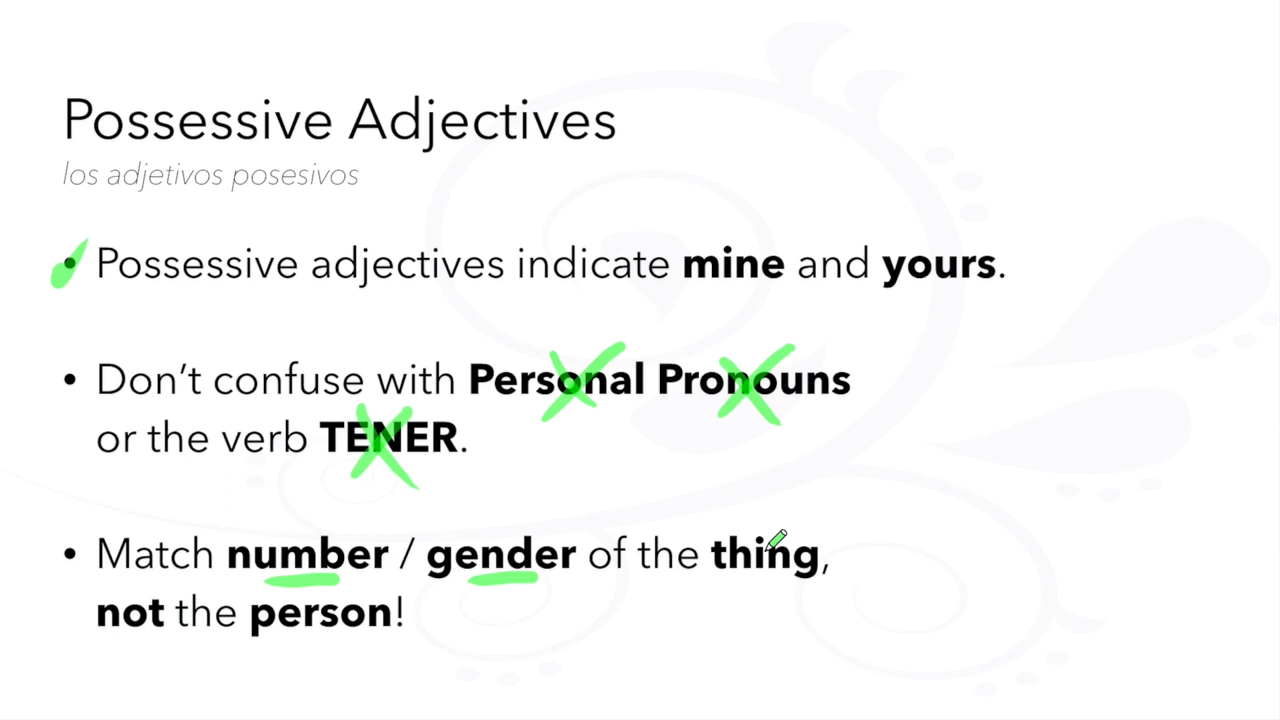 Possessive Adjectives
los adjetivos posesivos
• Possessive adjectives indicate mine and yours.
• Don’t confuse with Personal Pronouns
or the verb TENER.
• Match number / gender of the thing,
not the person!